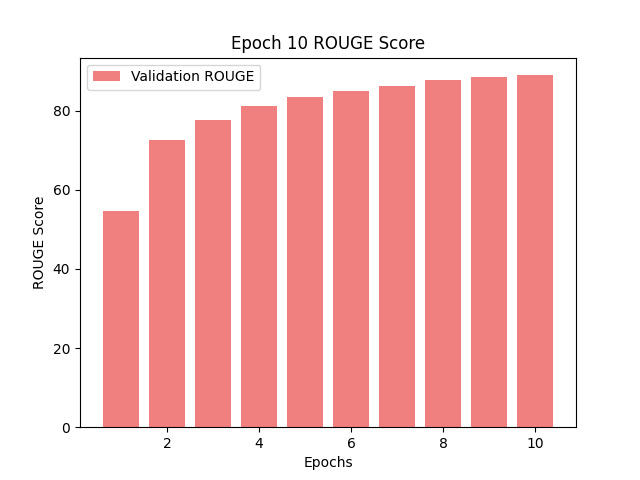 Epoch 10 ROUGE Score
Validation ROUGE
ROUGE Score
80
60
40
20
0
2 4 6 8 10
Epochs